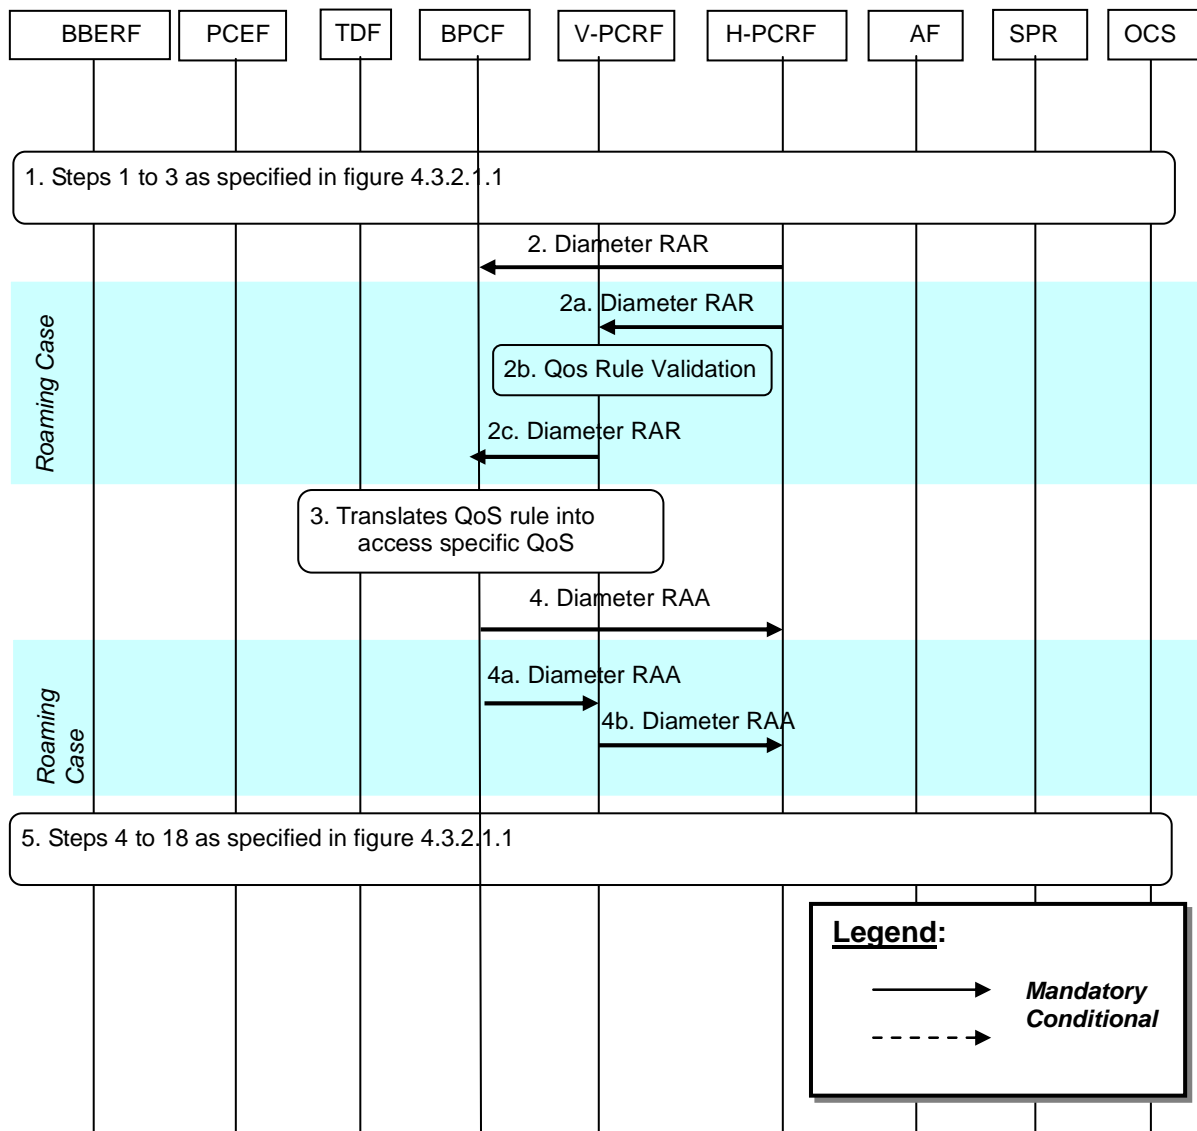 BBERF PCEF TDF BPCF V-PCRF H-PCRF AF SPR OCS
1. Steps 1 to 3 as specified in figure 4.3.2.1.1
2. Diameter RAR
Roaming Case
2a. Diameter RAR
2b. Qos Rule Validation
2c. Diameter RAR
3. Translates QoS rule into
access specific QoS
4. Diameter RAA
Roaming
Case
4a. Diameter RAA
4b. Diameter RAA
5. Steps 4 to 18 as specified in figure 4.3.2.1.1
Legend:
Mandatory
Conditional